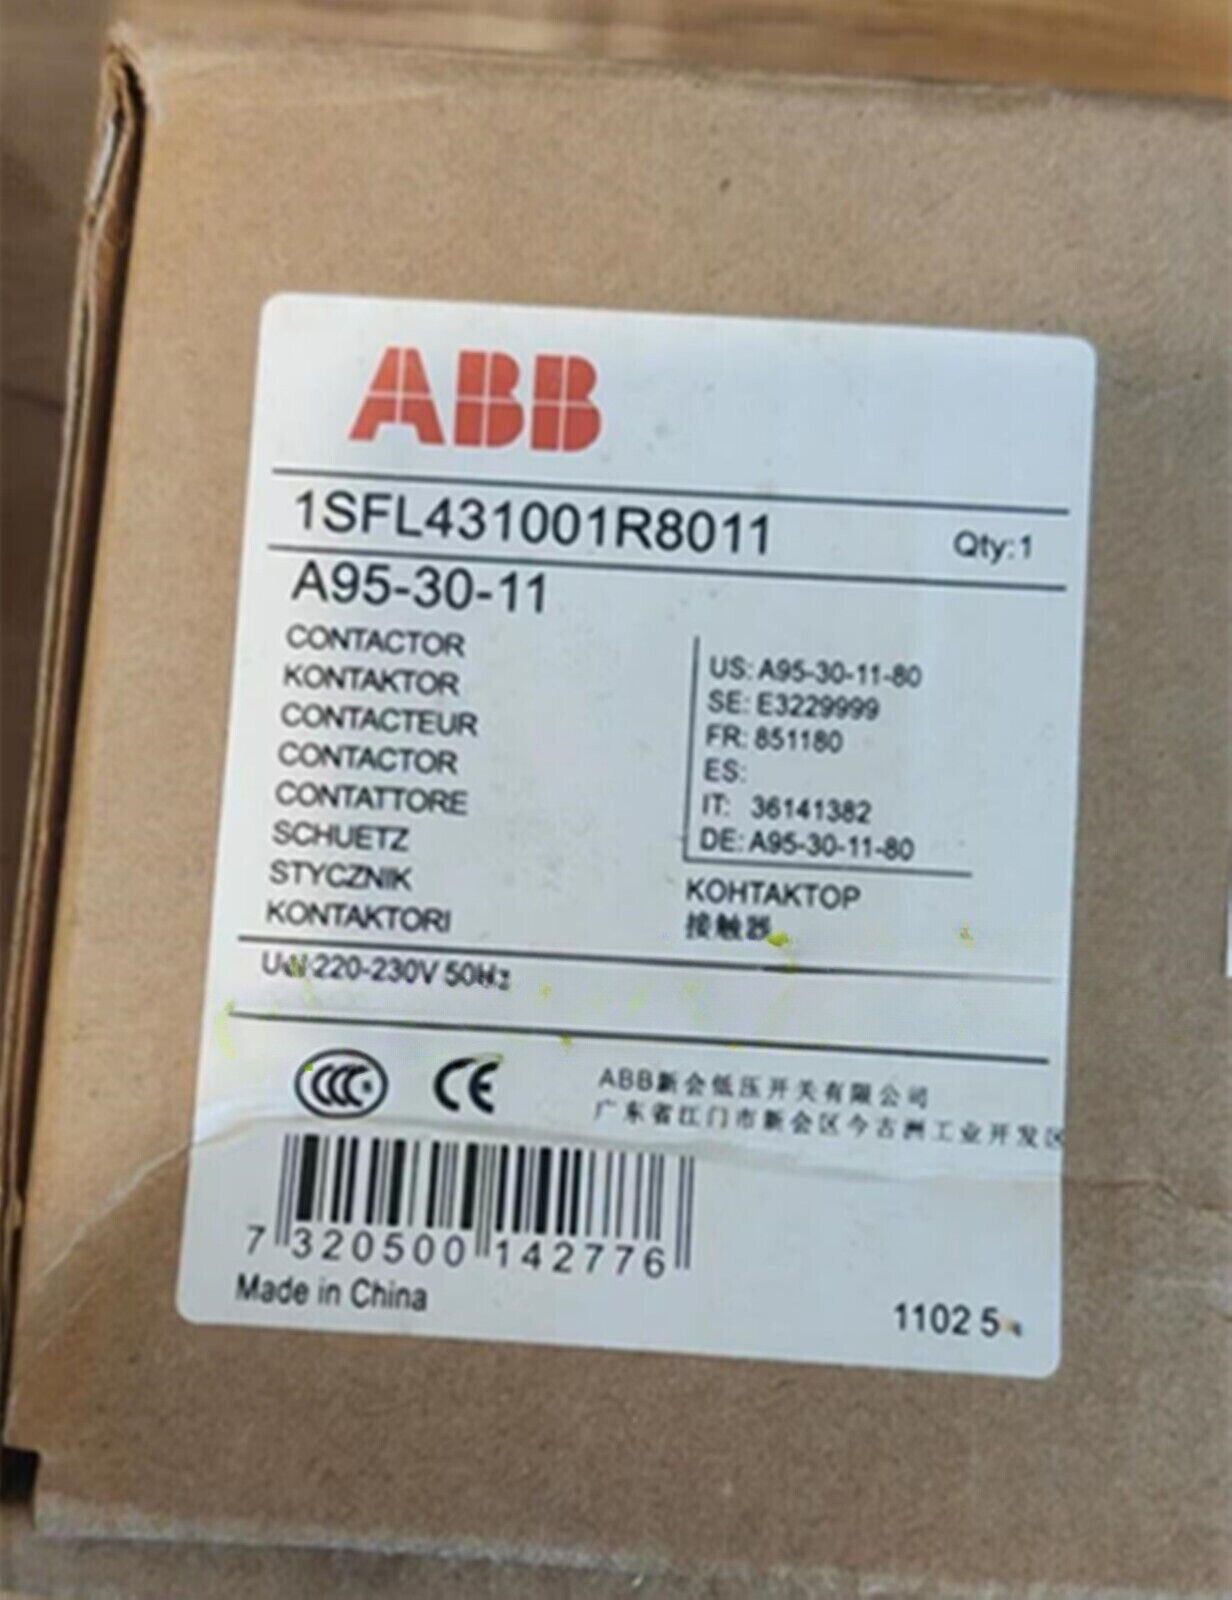 ABB
1SFL431001R8011 Qty:1
A95-30-11
CONTACTOR
KONTAKTOR
CONTACTEUR
CONTACTOR
CONTATTORE
SCHUETZ
STYCZNIK
KONTAKTORI
US: A95-30-11-80
SE: E3229999
FR: 851180
ES:
IT: 36141382
DE: A95-30-11-80
КОНТАКТОР
接触器
220-230V 50Hz
CCC CE
ABB新会低压开关有限公司
广东省江门市新会区今古洲工业开发区
7 320500 142776
Made in China
1102 5